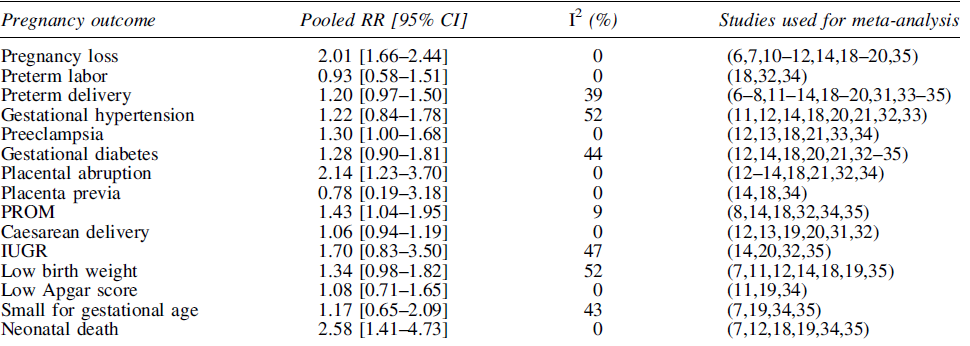 Pregnancy outcome Pooled RR [95% CI] I² (%) Studies used for meta-analysis
Pregnancy loss 2.01 [1.66–2.44] 0 (6,7,10–12,14,18–20,35)
Preterm labor 0.93 [0.58–1.51] 0 (18,32,34)
Preterm delivery 1.20 [0.97–1.50] 39 (6–8,11–14,18–20,31,33–35)
Gestational hypertension 1.22 [0.84–1.78] 52 (11,12,14,18,20,21,32,33)
Preeclampsia 1.30 [1.00–1.68] 0 (12,13,18,21,33,34)
Gestational diabetes 1.28 [0.90–1.81] 44 (12,14,18,20,21,32–35)
Placental abruption 2.14 [1.23–3.70] 0 (12–14,18,21,32,34)
Placenta previa 0.78 [0.19–3.18] 0 (14,18,34)
PROM 1.43 [1.04–1.95] 9 (8,14,18,32,34,35)
Caesarean delivery 1.06 [0.94–1.19] 0 (12,13,19,20,31,32)
IUGR 1.70 [0.83–3.50] 47 (14,20,32,35)
Low birth weight 1.34 [0.98–1.82] 52 (7,11,12,14,18,19,35)
Low Apgar score 1.08 [0.71–1.65] 0 (11,19,34)
Small for gestational age 1.17 [0.65–2.09] 43 (7,19,34,35)
Neonatal death 2.58 [1.41–4.73] 0 (7,12,18,19,34,35)